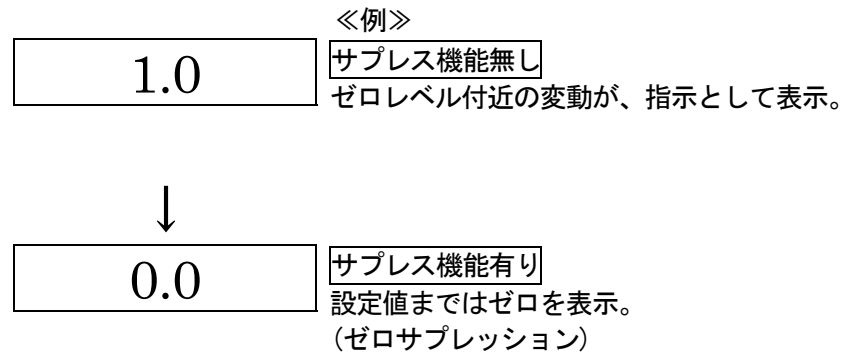 ≪例≫
1.0
サプレス機能無し
ゼロレベル付近の変動が、指示として表示。
↓
0.0
サプレス機能有り
設定値まではゼロを表示。
(ゼロサプレッション)